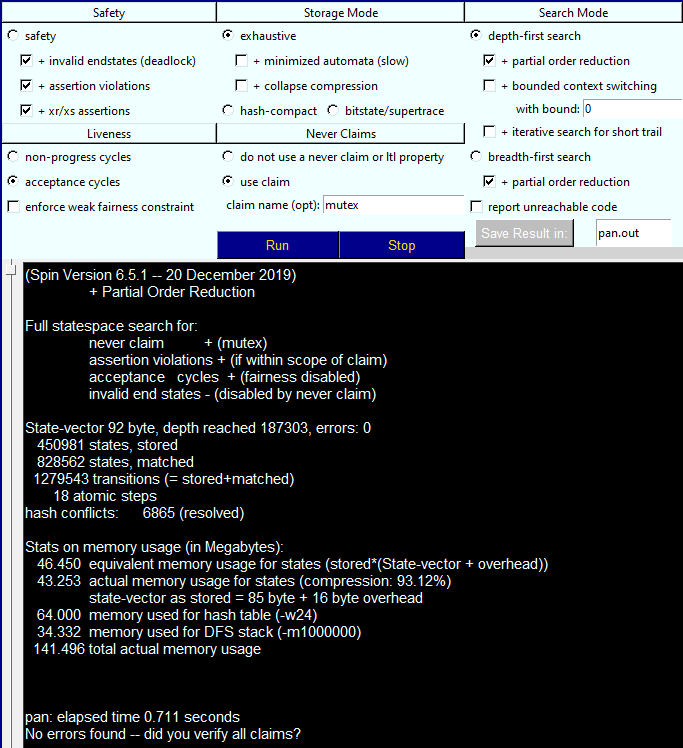 Safety
safety
+ invalid endstates (deadlock)
+ assertion violations
+ xr/xs assertions
Storage Mode
exhaustive
+ minimized automata (slow)
+ collapse compression
hash-compact bitstate/supertrace
Search Mode
depth-first search
+ partial order reduction
+ bounded context switching
with bound: 0
+ iterative search for short trail
Liveness
non-progress cycles
acceptance cycles
enforce weak fairness constraint
Never Claims
do not use a never claim or ltl property
use claim
claim name (opt): mutex
breadth-first search
+ partial order reduction
report unreachable code
Run Stop
Save Result in: pan.out
(Spin Version 6.5.1 -- 20 December 2019)
+ Partial Order Reduction
Full statespace search for:
never claim + (mutex)
assertion violations + (if within scope of claim)
acceptance cycles + (fairness disabled)
invalid end states - (disabled by never claim)
State-vector 92 byte, depth reached 187303, errors: 0
450981 states, stored
828562 states, matched
1279543 transitions (= stored+matched)
18 atomic steps
hash conflicts: 6865 (resolved)
Stats on memory usage (in Megabytes):
46.450 equivalent memory usage for states (stored*(State-vector + overhead))
43.253 actual memory usage for states (compression: 93.12%)
state-vector as stored = 85 byte + 16 byte overhead
64.000 memory used for hash table (-w24)
34.332 memory used for DFS stack (-m1000000)
141.496 total actual memory usage
pan: elapsed time 0.711 seconds
No errors found -- did you verify all claims?